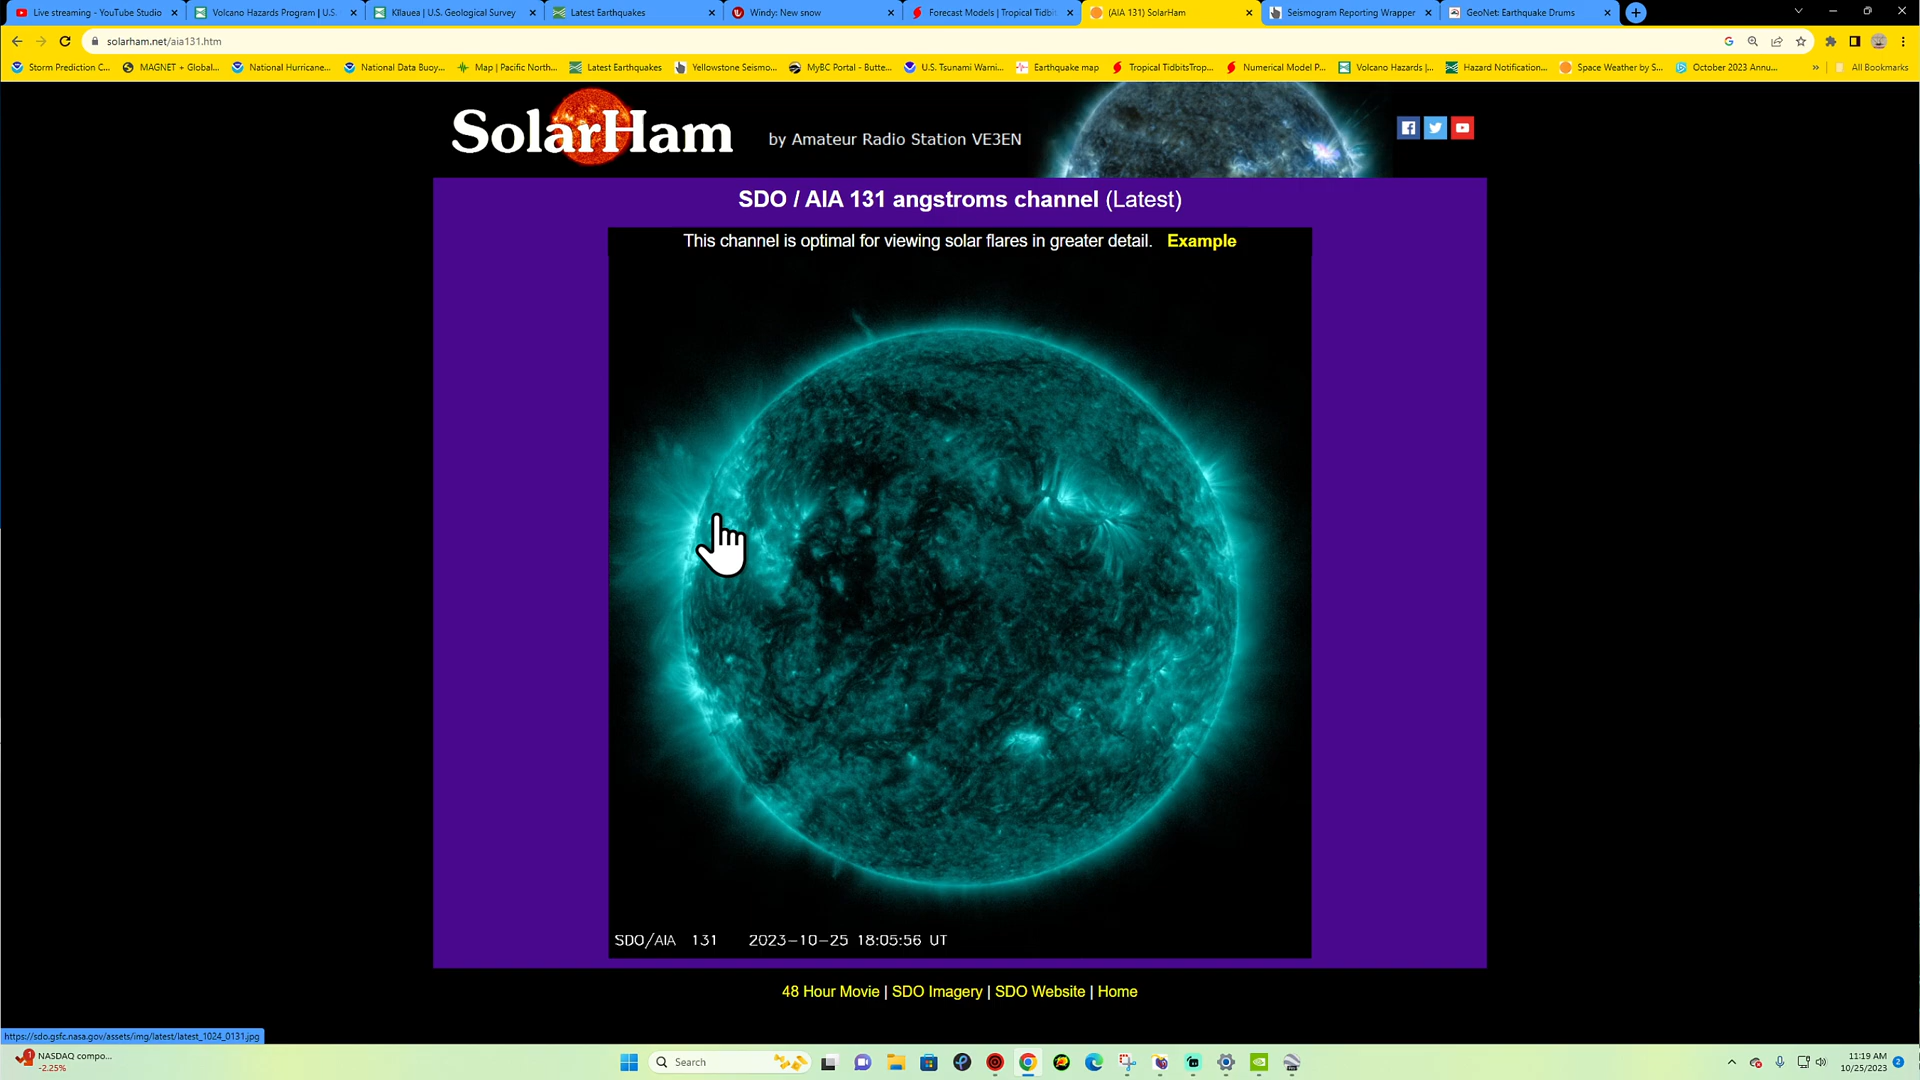 Live streaming - YouTube Studio
Volcano Hazards Program | U.S.
KIlauea | U.S. Geological Survey
Latest Earthquakes
Windy: New snow
Forecast Models | Tropical Tidbit
(AIA 131) SolarHam
Seismogram Reporting Wrapper
GeoNet: Earthquake Drums
solarham.net/aia131.htm
Storm Prediction C...
MAGNET + Global...
National Hurricane...
National Data Buoy...
Map | Pacific North...
Latest Earthquakes
Yellowstone Seismo...
MyBC Portal - Butte...
U.S. Tsunami Warni...
Earthquake map
Tropical TidbitsTrop...
Numerical Model P...
Volcano Hazards |...
Hazard Notification...
Space Weather by S...
October 2023 Annu...
»
All Bookmarks
SolarHam
by Amateur Radio Station VE3EN
SDO / AIA 131 angstroms channel (Latest)
This channel is optimal for viewing solar flares in greater detail. Example
SDO/AIA 131 2023-10-25 18:05:56 UT
48 Hour Movie | SDO Imagery | SDO Website | Home
https://sdo.gsfc.nasa.gov/assets/img/latest/latest_1024_0131.jpg
1
NASDAQ compo...
-2.25%
Search
11:19 AM
10/25/2023
2